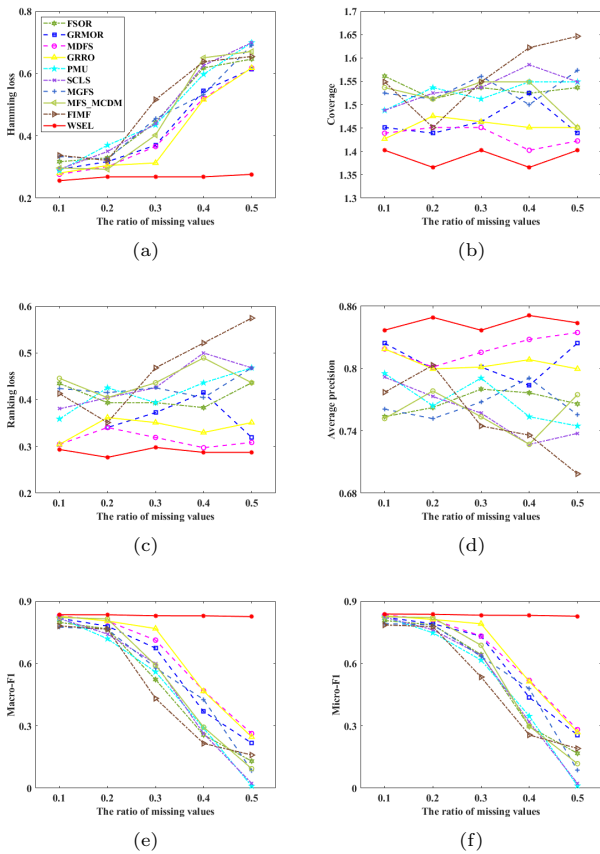 FSOR
GRMOR
MDFS
GRRO
PMU
SCLS
MGFS
MFS_MCDM
FIMF
WSEL
Hamming loss
0.8
0.6
0.4
0.2
0.1 0.2 0.3 0.4 0.5
The ratio of missing values
(a)
Coverage
1.7
1.65
1.6
1.55
1.5
1.45
1.4
1.35
1.3
0.1 0.2 0.3 0.4 0.5
The ratio of missing values
(b)
Ranking loss
0.6
0.5
0.4
0.3
0.2
0.1 0.2 0.3 0.4 0.5
The ratio of missing values
(c)
Average precision
0.86
0.8
0.74
0.68
0.1 0.2 0.3 0.4 0.5
The ratio of missing values
(d)
Macro-F1
0.9
0.6
0.3
0
0.1 0.2 0.3 0.4 0.5
The ratio of missing values
(e)
Micro-F1
0.9
0.6
0.3
0
0.1 0.2 0.3 0.4 0.5
The ratio of missing values
(f)